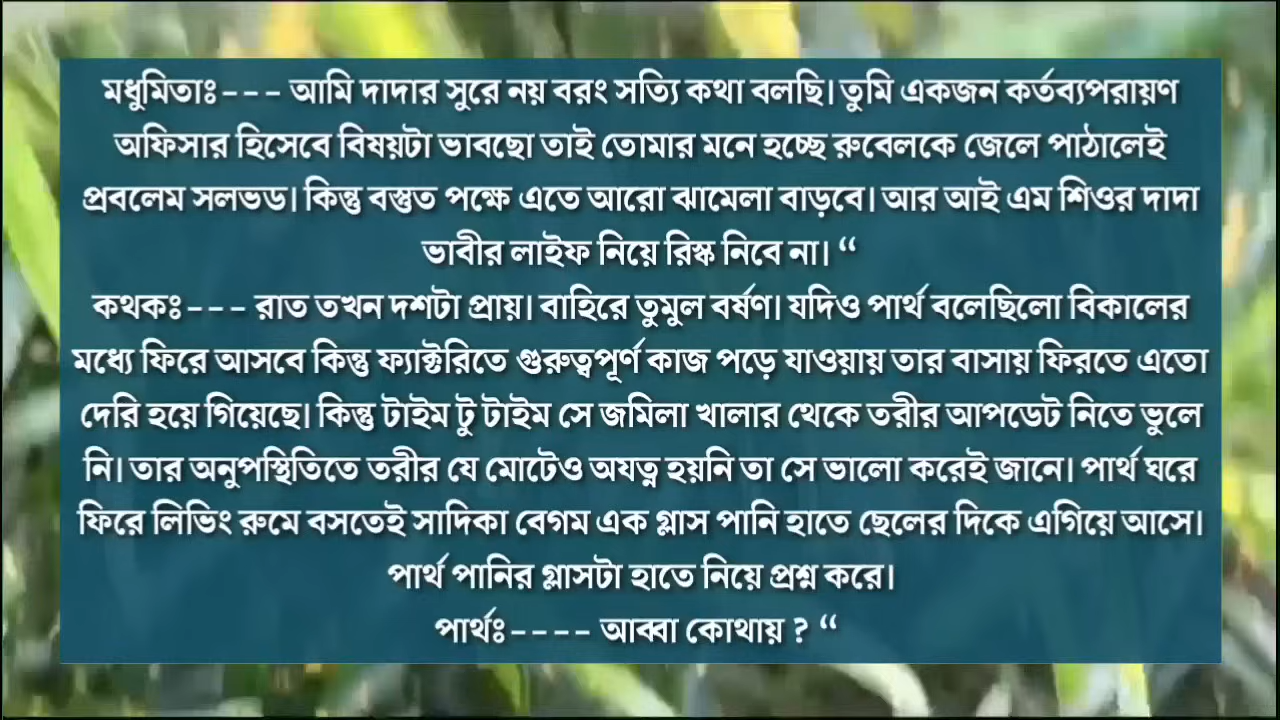 মধুমিতাঃ--- আমি দাদার সুরে নয় বরং সত্যি কথা বলছি। তুমি একজন কর্তব্যপরায়ণ
অফিসার হিসেবে বিষয়টা ভাবছো তাই তোমার মনে হচ্ছে রুবেলকে জেলে পাঠালেই
প্রবলেম সলভড। কিন্তু বস্তুত পক্ষে এতে আরো ঝামেলা বাড়বে। আর আই এম শিওর দাদা
ভাবীর লাইফ নিয়ে রিস্ক নিবে না। “
কথকঃ--- রাত তখন দশটা প্রায়। বাহিরে তুমুল বর্ষণ। যদিও পার্থ বলেছিলো বিকালের
মধ্যে ফিরে আসবে কিন্তু ফ্যাক্টরিতে গুরুত্বপূর্ণ কাজ পড়ে যাওয়ায় তার বাসায় ফিরতে এতো
দেরি হয়ে গিয়েছে। কিন্তু টাইম টু টাইম সে জমিলা খালার থেকে তরীর আপডেট নিতে ভুলে
নি। তার অনুপস্থিতিতে তরীর যে মোটেও অযত্ন হয়নি তা সে ভালো করেই জানে। পার্থ ঘরে
ফিরে লিভিং রুমে বসতেই সাদিকা বেগম এক গ্লাস পানি হাতে ছেলের দিকে এগিয়ে আসে।
পার্থ পানির গ্লাসটা হাতে নিয়ে প্রশ্ন করে।
পার্থঃ---- আব্বা কোথায় ? “